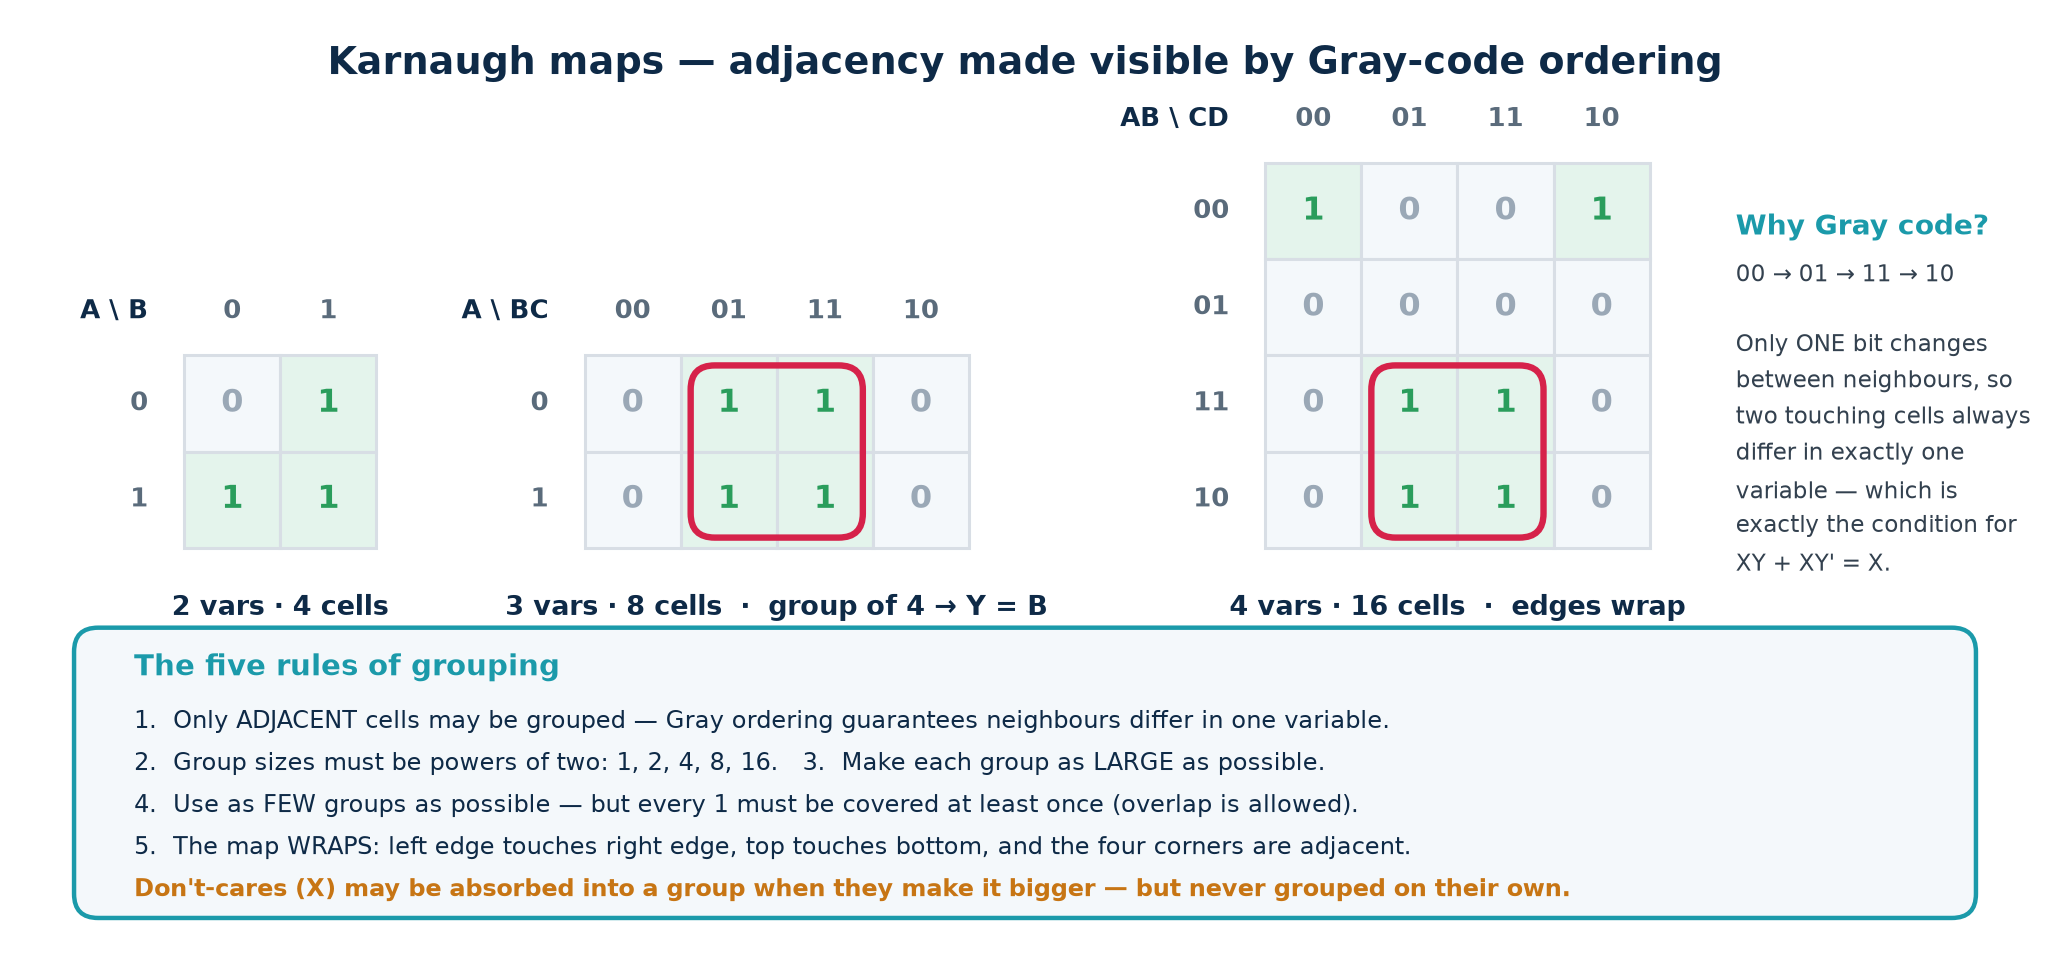 Karnaugh maps — adjacency made visible by Gray-code ordering
A \ B 0 1
0 0 1
1 1 1
2 vars · 4 cells
A \ BC 00 01 11 10
0 0 1 1 0
1 0 1 1 0
3 vars · 8 cells · group of 4 → Y = B
AB \ CD 00 01 11 10
00 1 0 0 1
01 0 0 0 0
11 0 1 1 0
10 0 1 1 0
4 vars · 16 cells · edges wrap
Why Gray code?
00 → 01 → 11 → 10
Only ONE bit changes
between neighbours, so
two touching cells always
differ in exactly one
variable — which is
exactly the condition for
XY + XY' = X.
The five rules of grouping
1. Only ADJACENT cells may be grouped — Gray ordering guarantees neighbours differ in one variable.
2. Group sizes must be powers of two: 1, 2, 4, 8, 16. 3. Make each group as LARGE as possible.
4. Use as FEW groups as possible — but every 1 must be covered at least once (overlap is allowed).
5. The map WRAPS: left edge touches right edge, top touches bottom, and the four corners are adjacent.
Don't-cares (X) may be absorbed into a group when they make it bigger — but never grouped on their own.